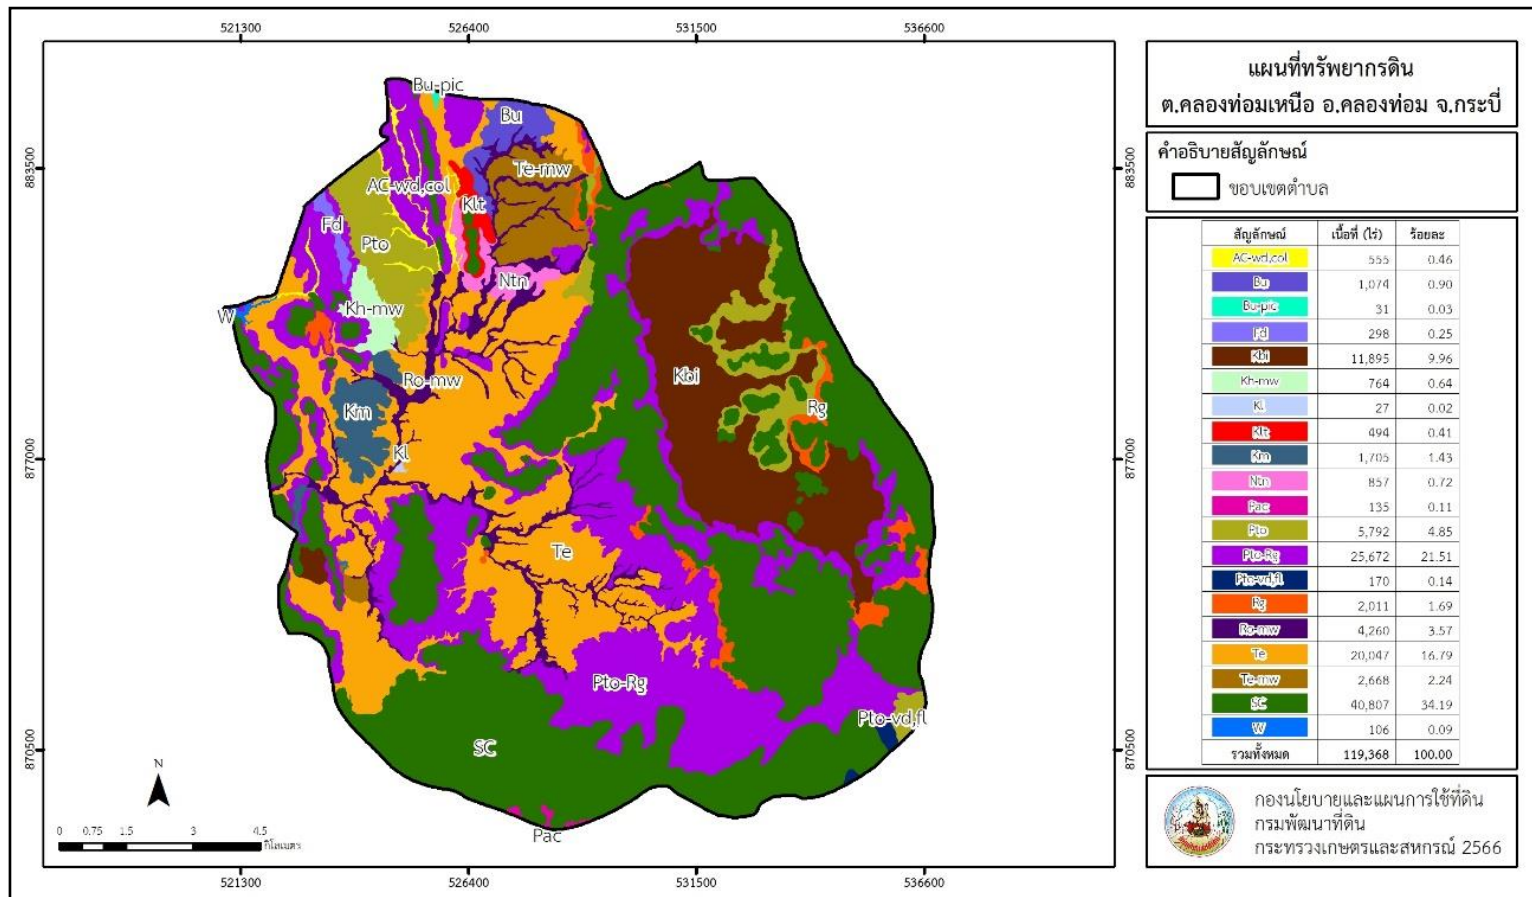 521300 526400 531500 536600
แผนที่ทรัพยากรดิน
ต.คลองท่อมเหนือ อ.คลองท่อม จ.กระบี่
คำอธิบายสัญลักษณ์
ขอบเขตตำบล
สัญลักษณ์ เนื้อที่ (ไร่) ร้อยละ
AC-wd,col 555 0.46
Bu 1,074 0.90
Bu-pic 31 0.03
Fd 298 0.25
Kbi 11,895 9.96
Kh-mw 764 0.64
Kl 27 0.02
Klt 494 0.41
Km 1,705 1.43
Ntn 857 0.72
Pac 135 0.11
Pto 5,792 4.85
Pto-Rg 25,672 21.51
Pto-vd,fl 170 0.14
Rg 2,011 1.69
Ro-mw 4,260 3.57
Te 20,047 16.79
Te-mw 2,668 2.24
SC 40,807 34.19
W 106 0.09
รวมทั้งหมด 119,368 100.00
กองนโยบายและแผนการใช้ที่ดิน
กรมพัฒนาที่ดิน
กระทรวงเกษตรและสหกรณ์ 2566
Bu-pic
Bu
883500 883500
Te-mw
AC-wd,col
Klt
Fd
Pto
Ntn
Kh-mw
W
Kbi
Ro-mw
Rg
Km
Kl
877000 877000
Te
Pto-Rg
Pto-vd,fl
SC
870500 870500
N
Pac
0 0.75 1.5 3 4.5
กิโลเมตร
521300 526400 531500 536600